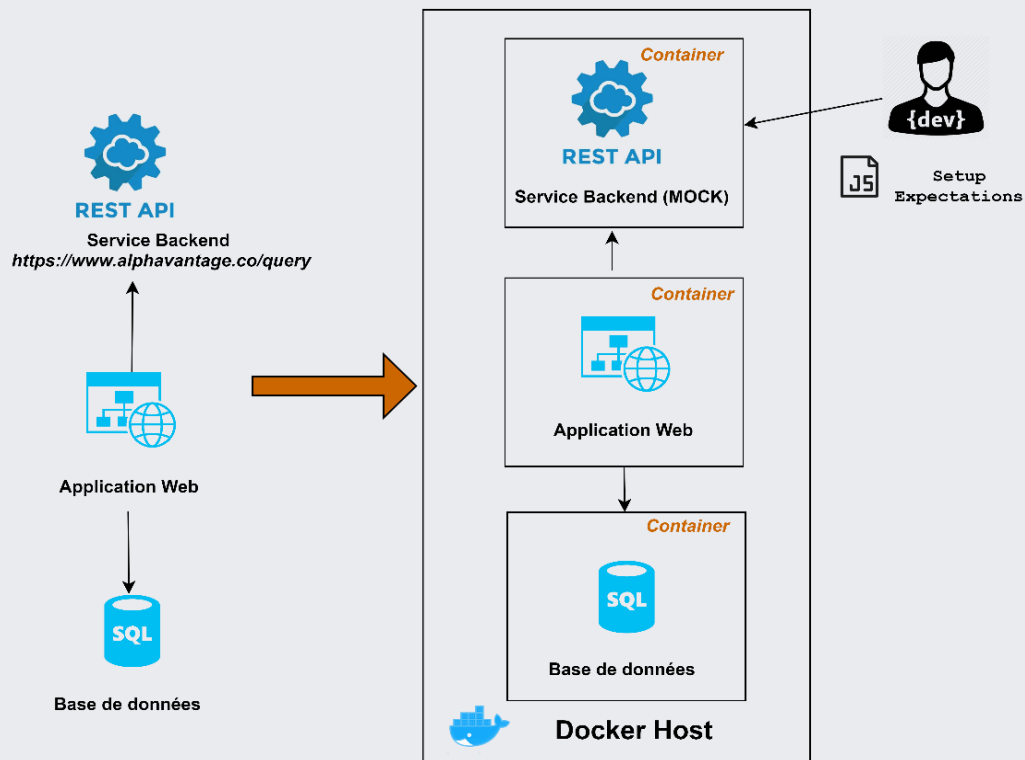 REST API
Service Backend
https://www.alphavantage.co/query
Application Web
SQL
Base de données
Container
REST API
Service Backend (MOCK)
Container
Application Web
Container
SQL
Base de données
Docker Host
{dev}
JS
Setup
Expectations